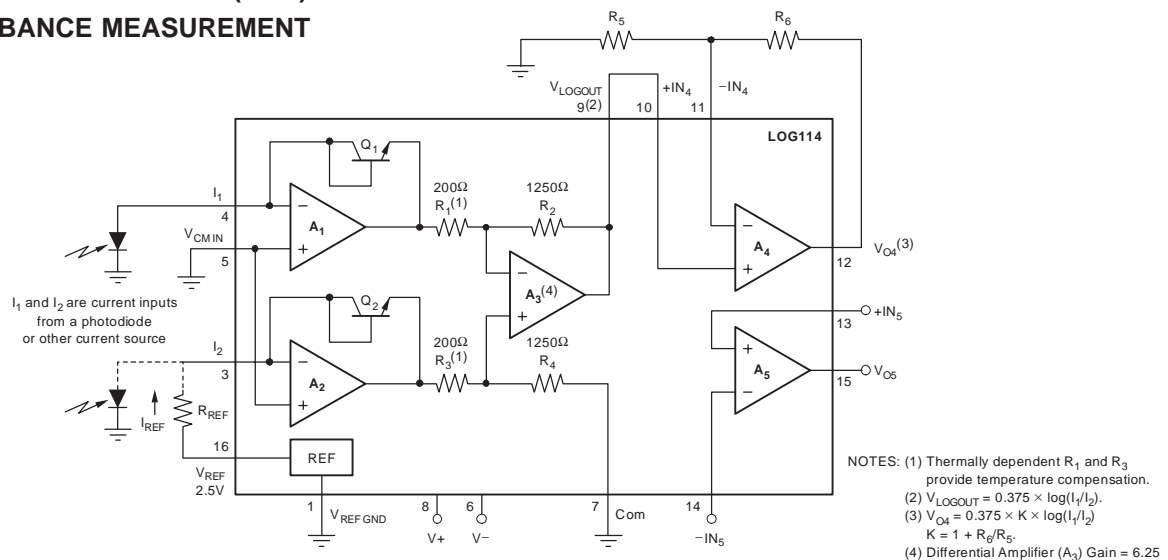 BANCE MEASUREMENT
R5
R6
VLOGOUT
9(2)
+IN4
10
−IN4
11
LOG114
Q1
I1
4
200Ω
R1(1)
1250Ω
R2
A1
VCM IN
5
A4
VO4(3)
12
A3(4)
I1 and I2 are current inputs
from a photodiode
or other current source
Q2
+IN5
13
I2
3
200Ω
R3(1)
1250Ω
R4
A2
A5
VO5
15
IREF
RREF
16
REF
VREF
2.5V
1
VREF GND
8
V+
6
V−
7
Com
14
−IN5
NOTES: (1) Thermally dependent R1 and R3
provide temperature compensation.
(2) VLOGOUT = 0.375 × log(I1/I2).
(3) VO4 = 0.375 × K × log(I1/I2)
K = 1 + R6/R5.
(4) Differential Amplifier (A3) Gain = 6.25